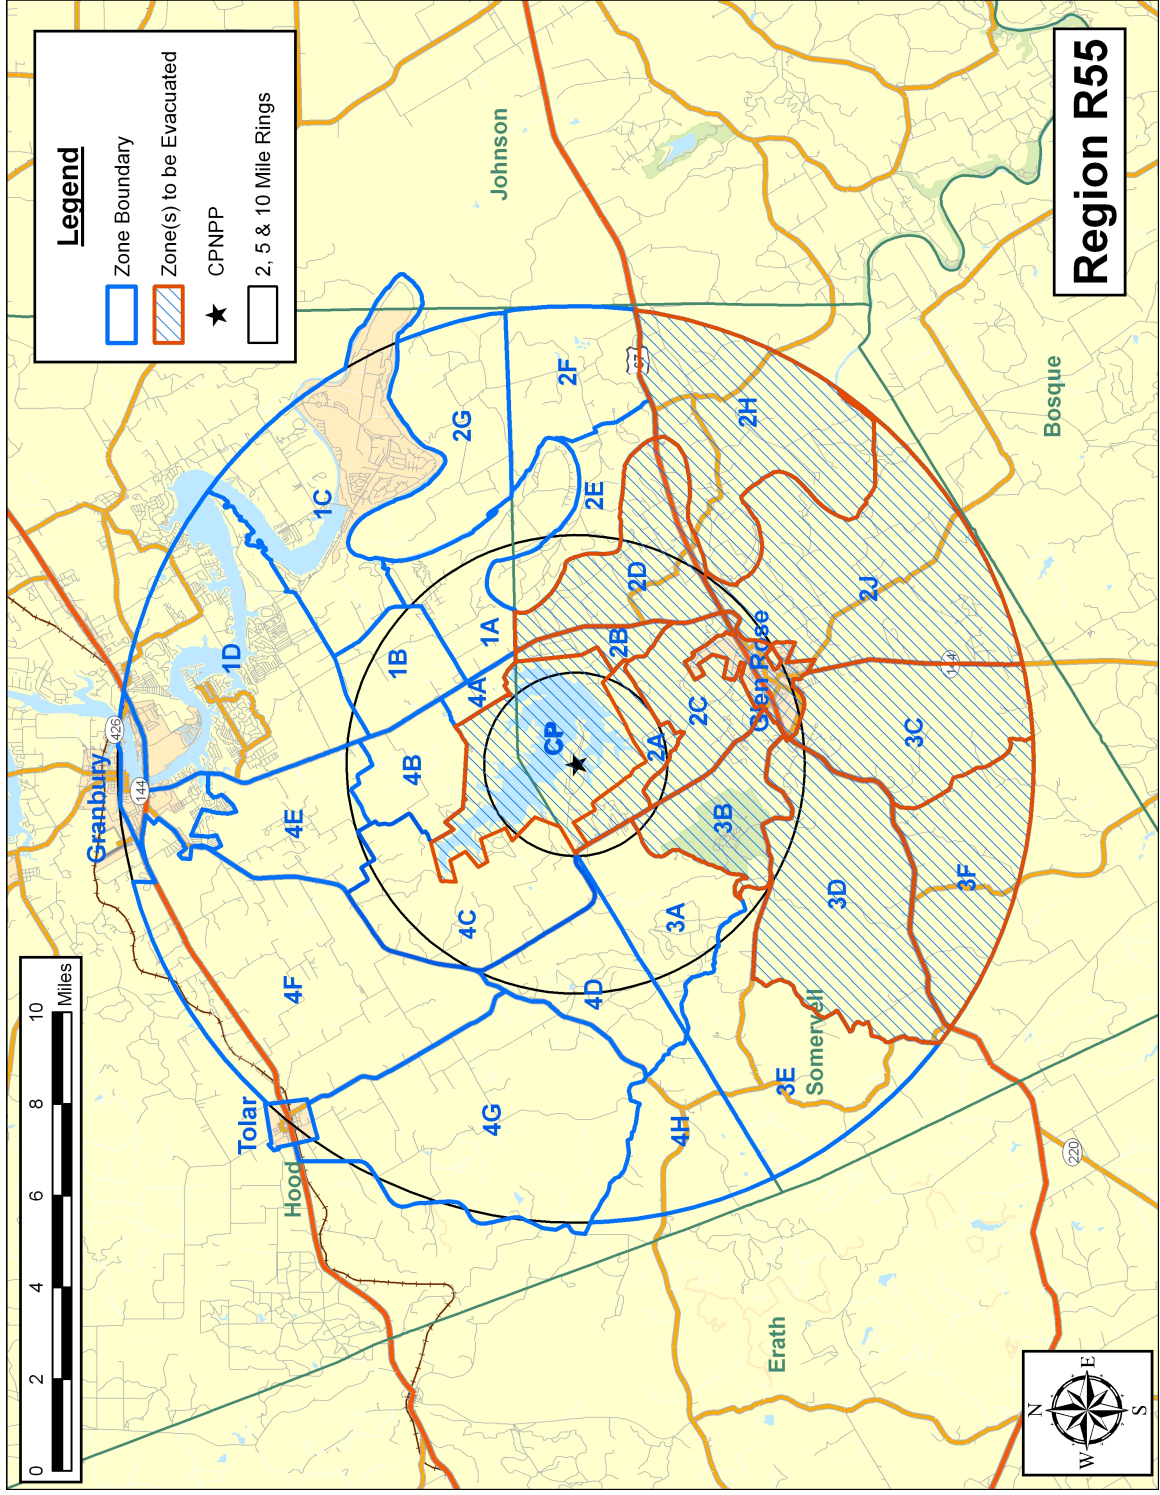 Legend
Zone Boundary
Zone(s) to be Evacuated
CPNPP
2, 5 & 10 Mile Rings
Region R55
0 2 4 6 8 10
Miles
N
E
S
W
Granbury
Tolar
Glen Rose
Hood
Johnson
Bosque
Somervell
Erath
426
144
67
144
220
CP
1A
1B
1C
1D
2A
2B
2C
2D
2E
2F
2G
2H
2J
3A
3B
3C
3D
3E
3F
4A
4B
4C
4D
4E
4F
4G
4H